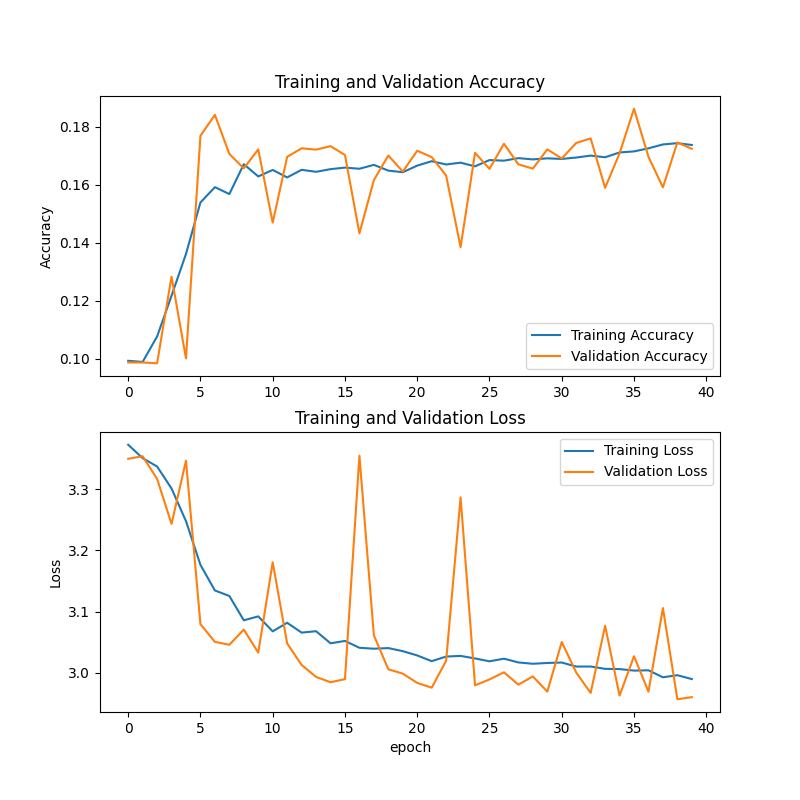 Training and Validation Accuracy
Accuracy
0.18
0.16
0.14
0.12
0.10
Training Accuracy
Validation Accuracy
0 5 10 15 20 25 30 35 40
Training and Validation Loss
Loss
3.3
3.2
3.1
3.0
Training Loss
Validation Loss
0 5 10 15 20 25 30 35 40
epoch